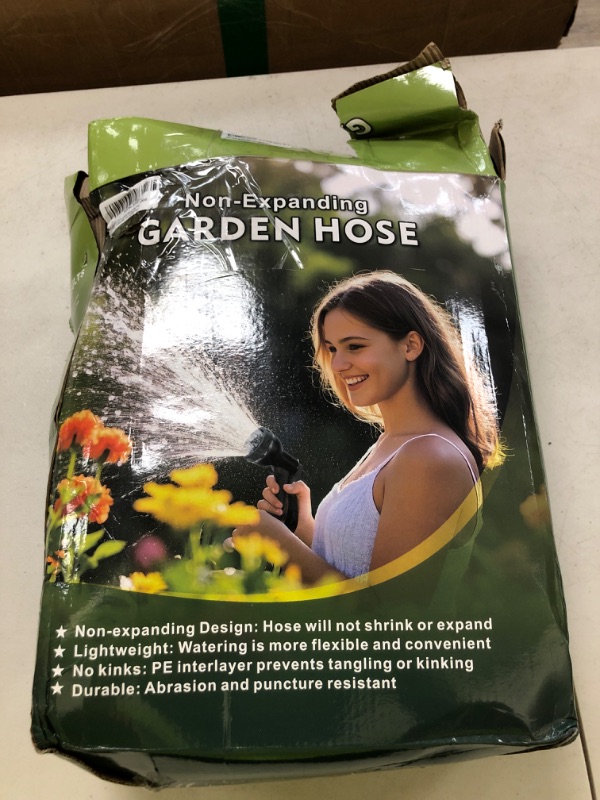 Non-Expanding
GARDEN HOSE
★ Non-expanding Design: Hose will not shrink or expand
★ Lightweight: Watering is more flexible and convenient
★ No kinks: PE interlayer prevents tangling or kinking
★ Durable: Abrasion and puncture resistant